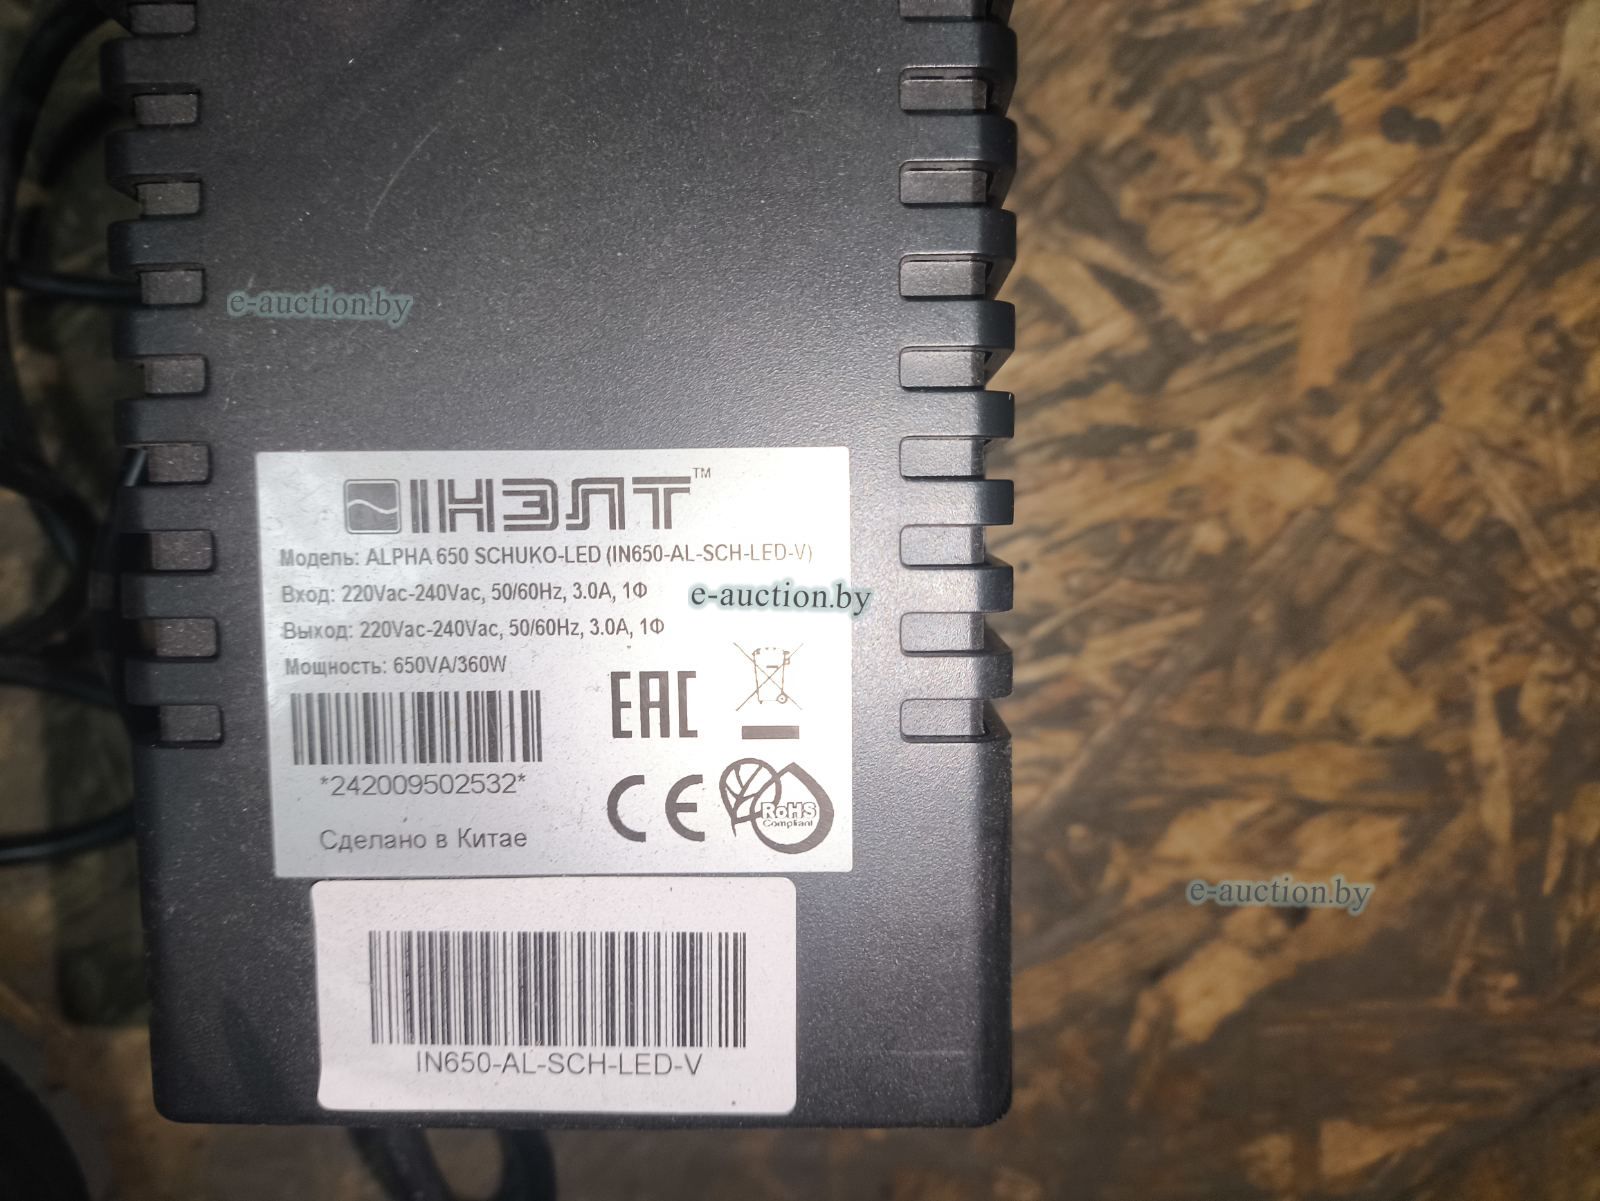 e-auction.by
ІНЭЛТ™
Модель: ALPHA 650 SCHUKO-LED (IN650-AL-SCH-LED-V)
Вход: 220Vac-240Vac, 50/60Hz, 3.0A, 1Ф
e-auction.by
Выход: 220Vac-240Vac, 50/60Hz, 3.0A, 1Ф
Мощность: 650VA/360W
EAC
*242009502532*
CE
RoHS
Compliant
Сделано в Китае
e-auction.by
IN650-AL-SCH-LED-V